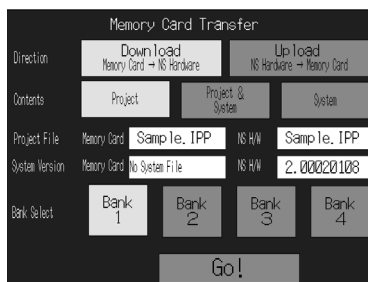 Memory Card Transfer
Direction
Download
Memory Card → NS Hardware
Upload
NS Hardware → Memory Card
Contents
Project
Project &
System
System
Project File Memory Card Sample.IPP NS H/W Sample.IPP
System Version Memory Card No System File NS H/W 2.00020108
Bank Select
Bank
1
Bank
2
Bank
3
Bank
4
Go!